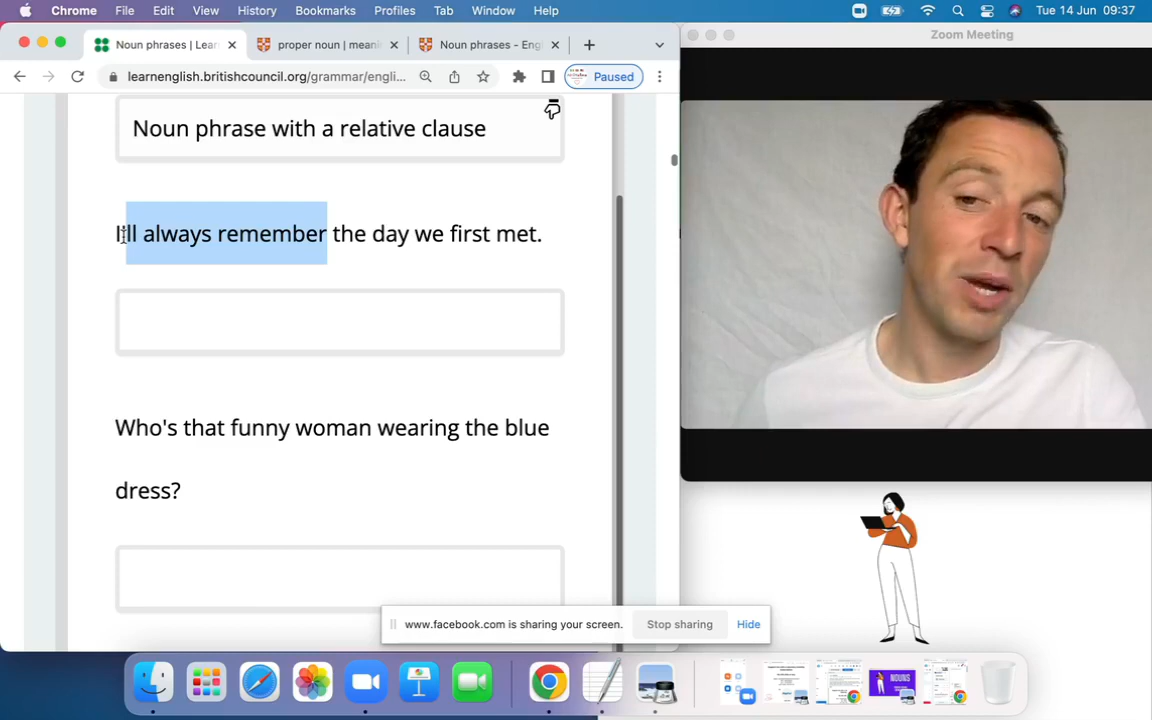 Chrome File Edit View History Bookmarks Profiles Tab Window Help Tue 14 Jun 09:37
Noun phrases | Lear
proper noun | meani
Noun phrases - Engl
Zoom Meeting
learnenglish.britishcouncil.org/grammar/engli...
Paused
Noun phrase with a relative clause
I'll always remember the day we first met.
Who's that funny woman wearing the blue
dress?
www.facebook.com is sharing your screen.
Stop sharing
Hide
NOUNS